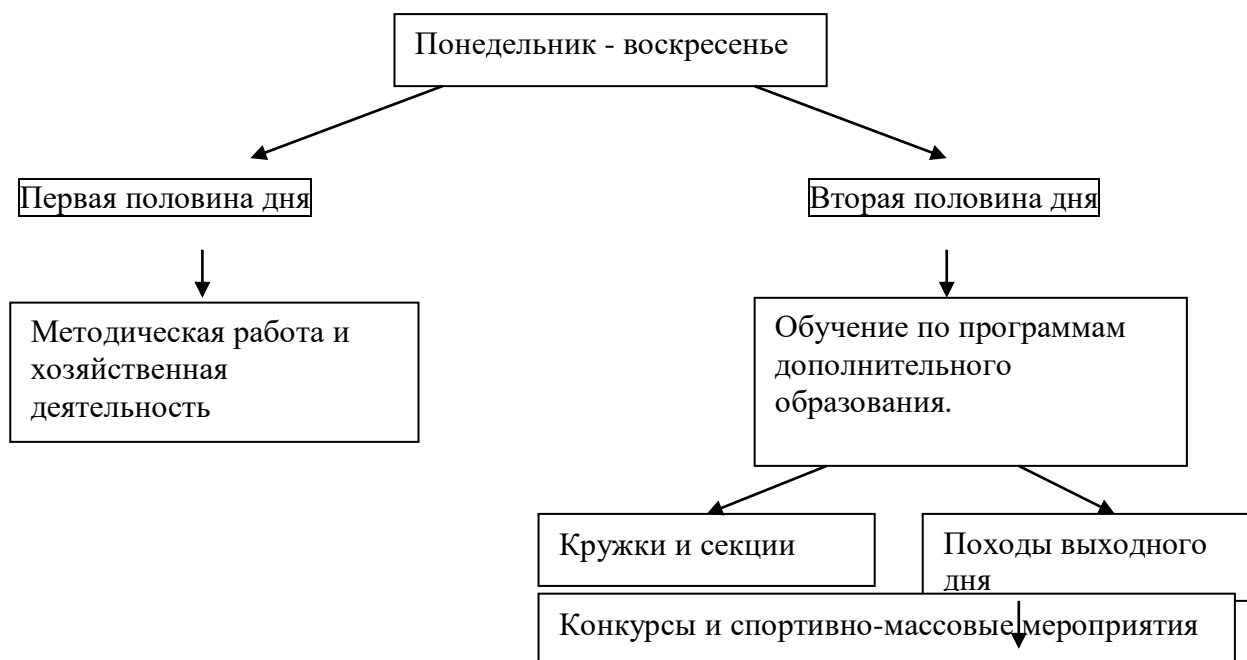 Понедельник - воскресенье
Первая половина дня
Вторая половина дня
Методическая работа и
хозяйственная
деятельность
Обучение по программам
дополнительного
образования.
Кружки и секции
Походы выходного
дня
Конкурсы и спортивно-массовые мероприятия